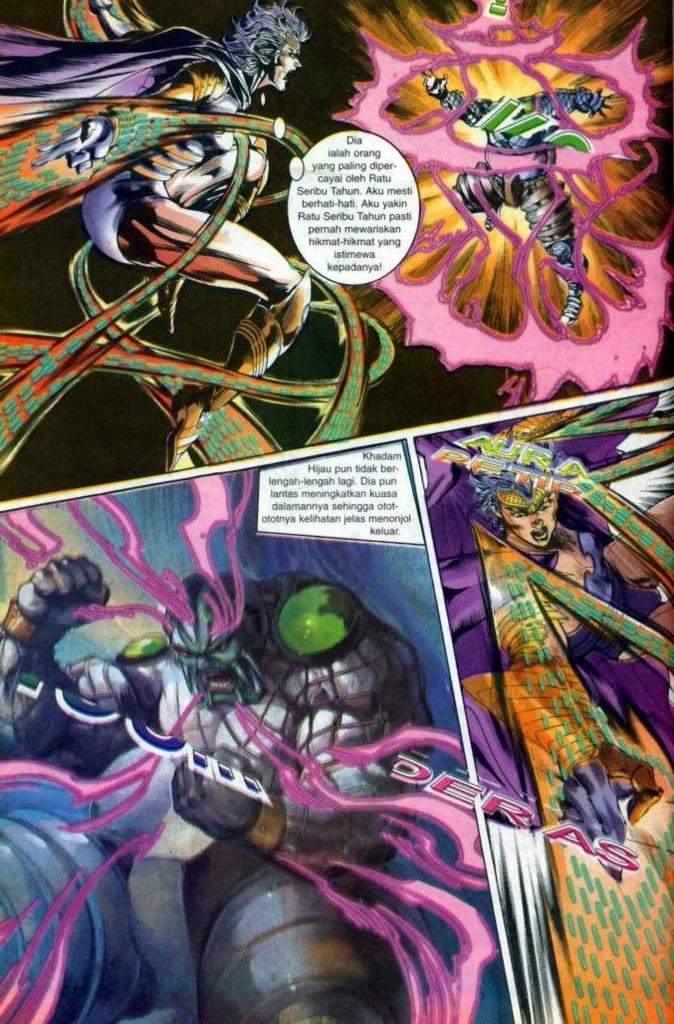 Dia
ialah orang
yang paling diper-
cayai oleh Ratu
Seribu Tahun. Aku mesti
berhati-hati. Aku yakin
Ratu Seribu Tahun pasti
pernah mewariskan
hikmat-hikmat yang
istimewa
kepadanya!
Khadam
Hijau pun tidak ber-
lengah-lengah lagi. Dia pun
lantas meningkatkan kuasa
dalamannya sehingga otot-
ototnya kelihatan jelas menonjol
keluar.
AURA
PETIR
DERAS